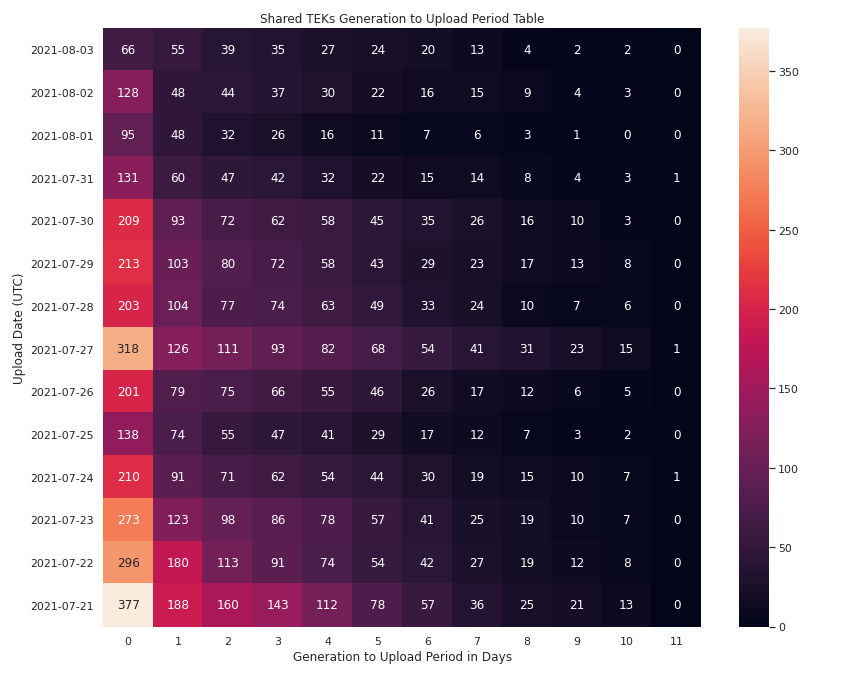 Shared TEKs Generation to Upload Period Table
Upload Date (UTC)
2021-08-03 66 55 39 35 27 24 20 13 4 2 2 0
2021-08-02 128 48 44 37 30 22 16 15 9 4 3 0
2021-08-01 95 48 32 26 16 11 7 6 3 1 0 0
2021-07-31 131 60 47 42 32 22 15 14 8 4 3 1
2021-07-30 209 93 72 62 58 45 35 26 16 10 3 0
2021-07-29 213 103 80 72 58 43 29 23 17 13 8 0
2021-07-28 203 104 77 74 63 49 33 24 10 7 6 0
2021-07-27 318 126 111 93 82 68 54 41 31 23 15 1
2021-07-26 201 79 75 66 55 46 26 17 12 6 5 0
2021-07-25 138 74 55 47 41 29 17 12 7 3 2 0
2021-07-24 210 91 71 62 54 44 30 19 15 10 7 1
2021-07-23 273 123 98 86 78 57 41 25 19 10 7 0
2021-07-22 296 180 113 91 74 54 42 27 19 12 8 0
2021-07-21 377 188 160 143 112 78 57 36 25 21 13 0
0 1 2 3 4 5 6 7 8 9 10 11
Generation to Upload Period in Days
350
300
250
200
150
100
50
0